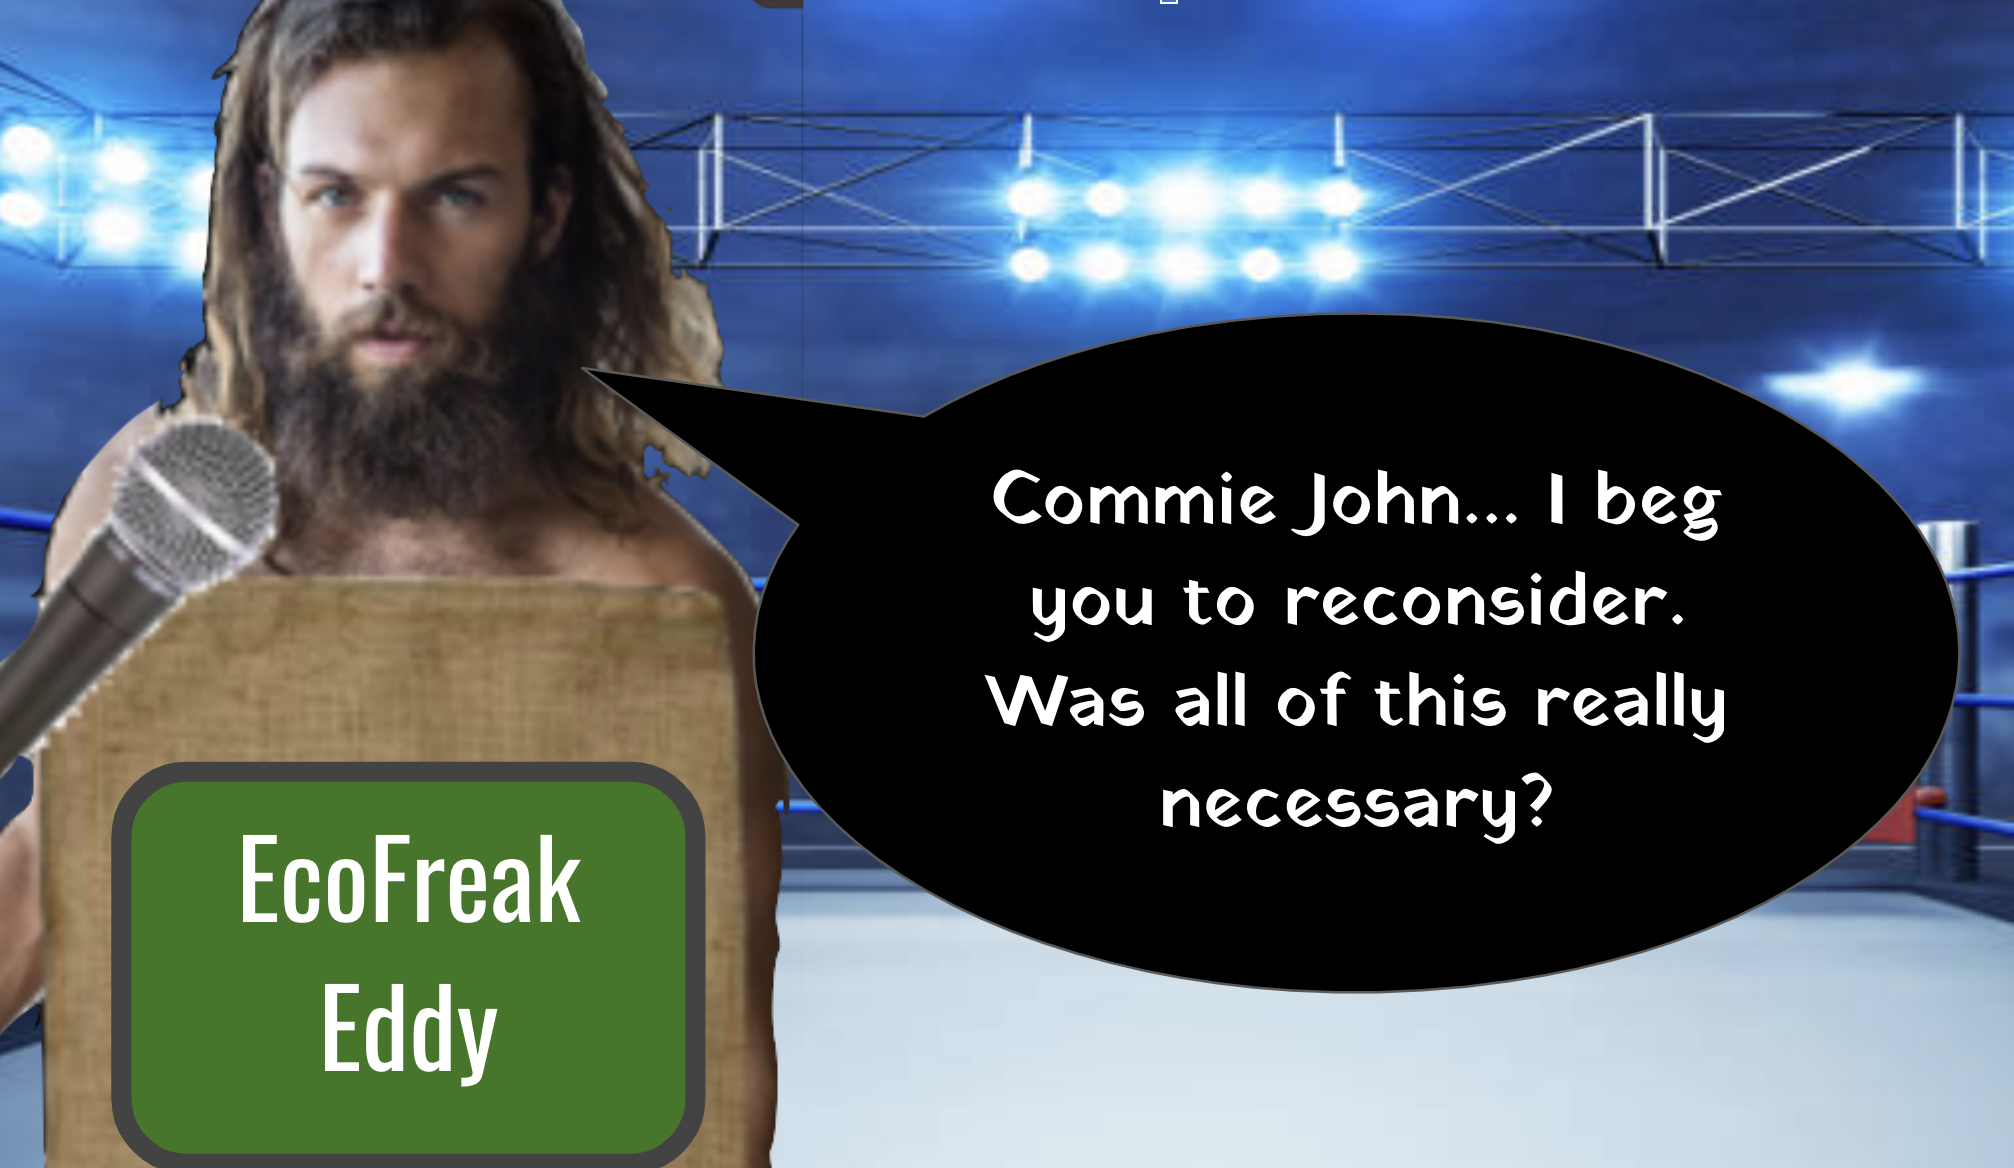 Commie John... I beg
you to reconsider.
Was all of this really
necessary?
EcoFreak
Eddy